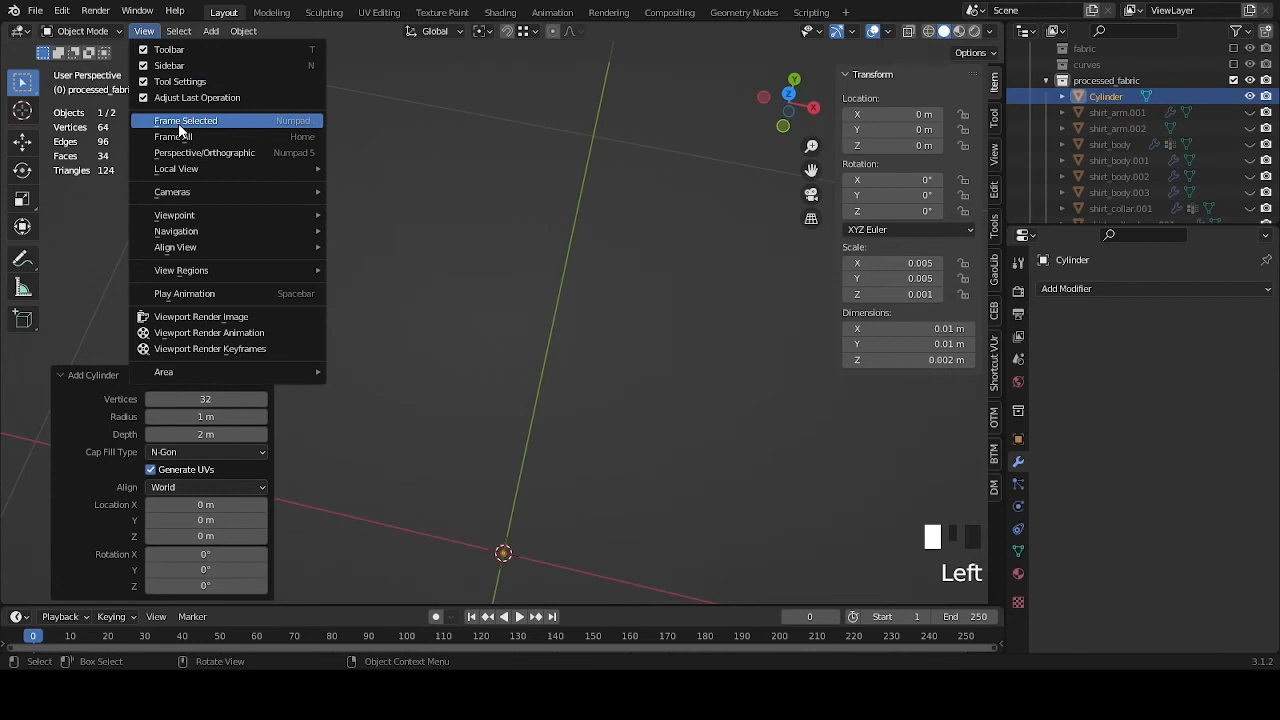 File Edit Render Window Help Layout Modeling Sculpting UV Editing Texture Paint Shading Animation Rendering Compositing Geometry Nodes Scripting + Scene ViewLayer
Object Mode View Select Add Object Global
Options
Toolbar T
Sidebar N
Tool Settings
Adjust Last Operation
Frame Selected Numpad .
Frame All Home
Perspective/Orthographic Numpad 5
Local View
Cameras
Viewpoint
Navigation
Align View
View Regions
Play Animation Spacebar
Viewport Render Image
Viewport Render Animation
Viewport Render Keyframes
Area
User Perspective
(0) processed_fabri
Objects 1/2
Vertices 64
Edges 96
Faces 34
Triangles 124
Add Cylinder
Vertices 32
Radius 1 m
Depth 2 m
Cap Fill Type N-Gon
Generate UVs
Align World
Location X 0 m
Y 0 m
Z 0 m
Rotation X 0°
Y 0°
Z 0°
Y
Z
X
Transform
Location:
X 0 m
Y 0 m
Z 0 m
Rotation:
X 0°
Y 0°
Z 0°
XYZ Euler
Scale:
X 0.005
Y 0.005
Z 0.001
Dimensions:
X 0.01 m
Y 0.01 m
Z 0.002 m
Item
Tool
View
Edit
Tools
GaoLib
CEB
Shortcut VUr
OTM
BTM
DM
fabric
curves
processed_fabric
Cylinder
shirt_arm.001
shirt_arm.002
shirt_body
shirt_body.001
shirt_body.002
shirt_body.003
shirt_collar.001
Cylinder
Add Modifier
Left
Playback Keying View Marker 0 Start 1 End 250
0 10 20 30 40 50 60 70 80 90 100 110 120 130 140 150 160 170 180 190 200 210 220 230 240 250
Select Box Select Rotate View Object Context Menu 3.1.2